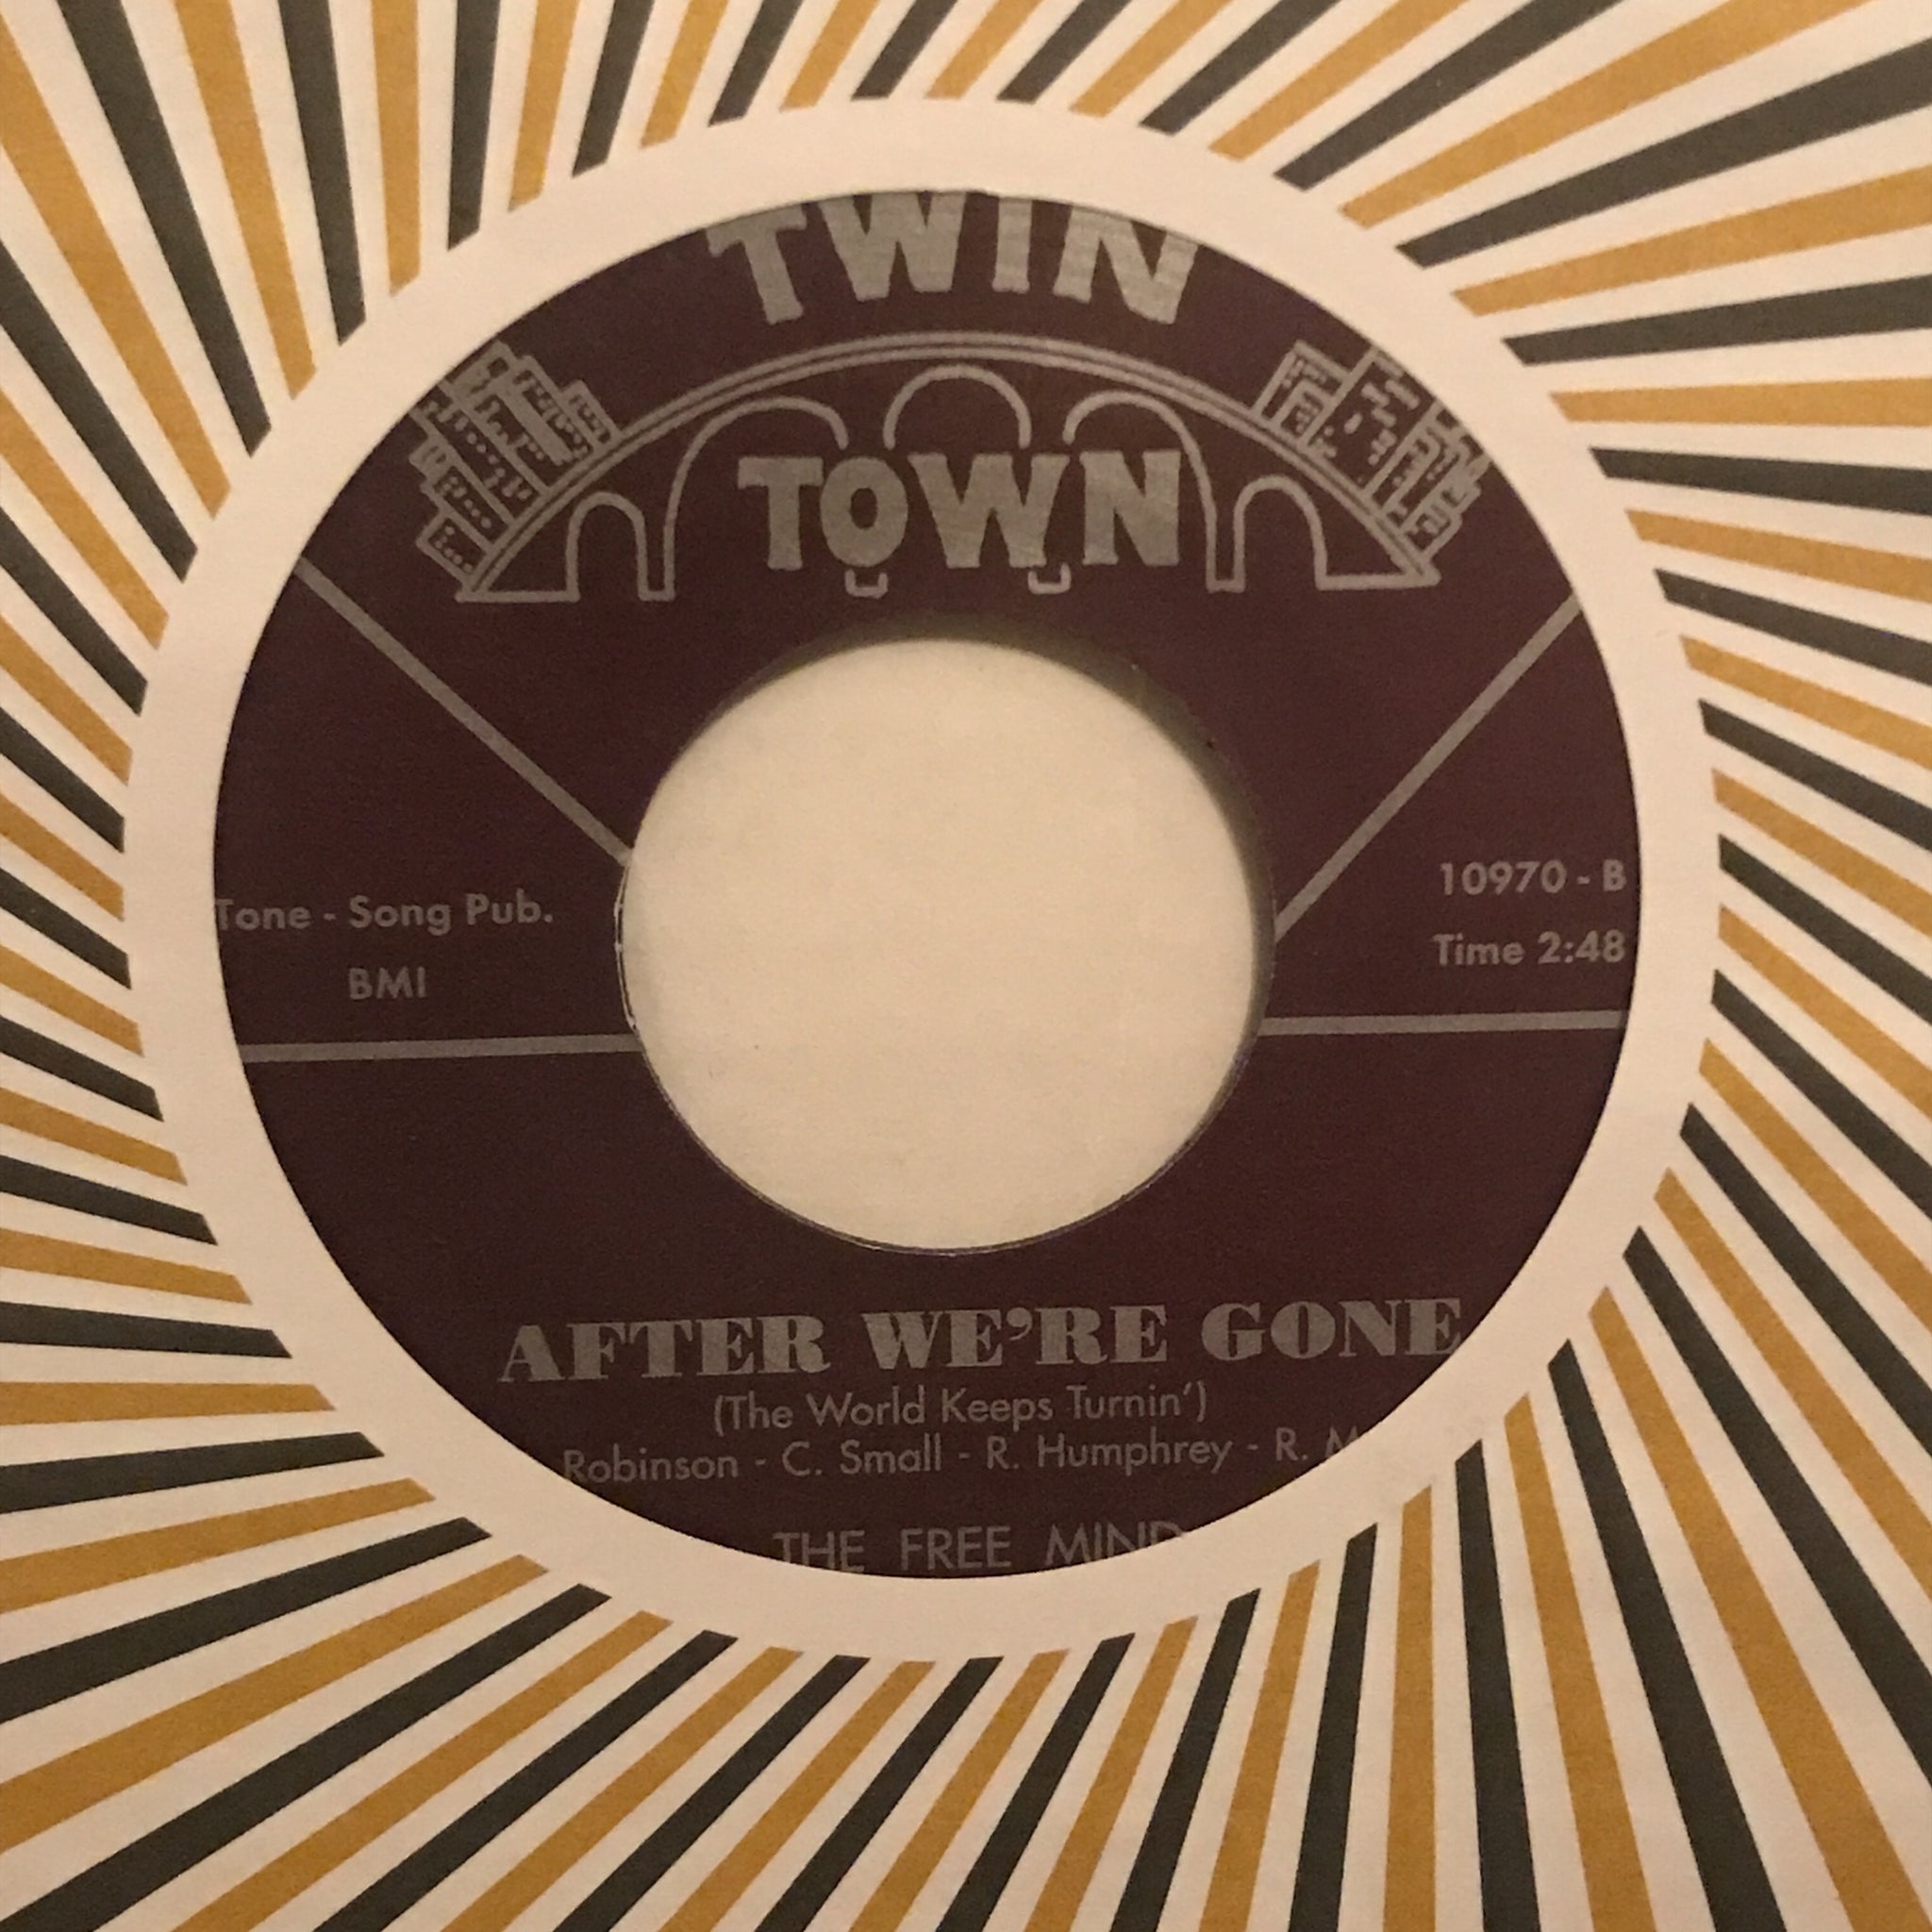 TWIN
TOWN
Tone - Song Pub.
BMI
10970 - B
Time 2:48
AFTER WE'RE GONE
(The World Keeps Turnin')
Robinson - C. Small - R. Humphrey - R.
THE FREE MIND